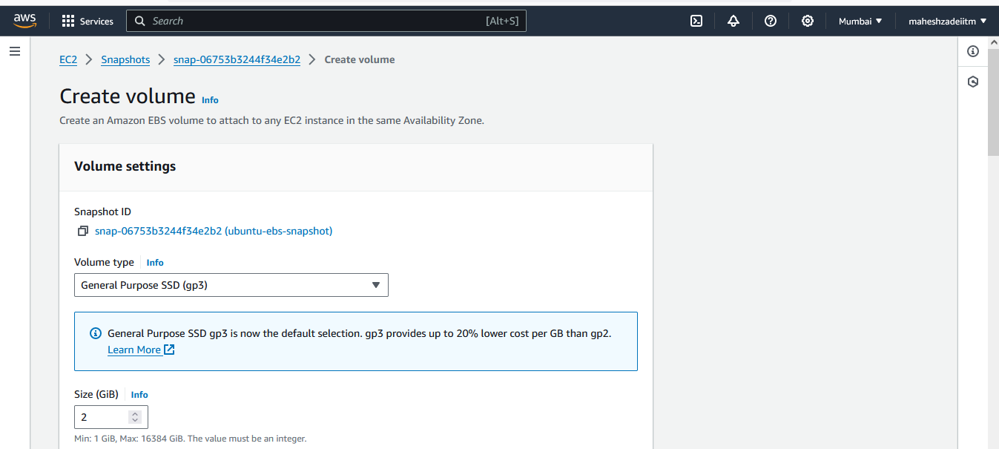 aws Services Search [Alt+S] Mumbai maheshzadeiitm
EC2 Snapshots snap-06753b3244f34e2b2 Create volume
Create volume Info
Create an Amazon EBS volume to attach to any EC2 instance in the same Availability Zone.
Volume settings
Snapshot ID
snap-06753b3244f34e2b2 (ubuntu-ebs-snapshot)
Volume type Info
General Purpose SSD (gp3)
General Purpose SSD gp3 is now the default selection. gp3 provides up to 20% lower cost per GB than gp2.
Learn More
Size (GiB) Info
2
Min: 1 GiB, Max: 16384 GiB. The value must be an integer.